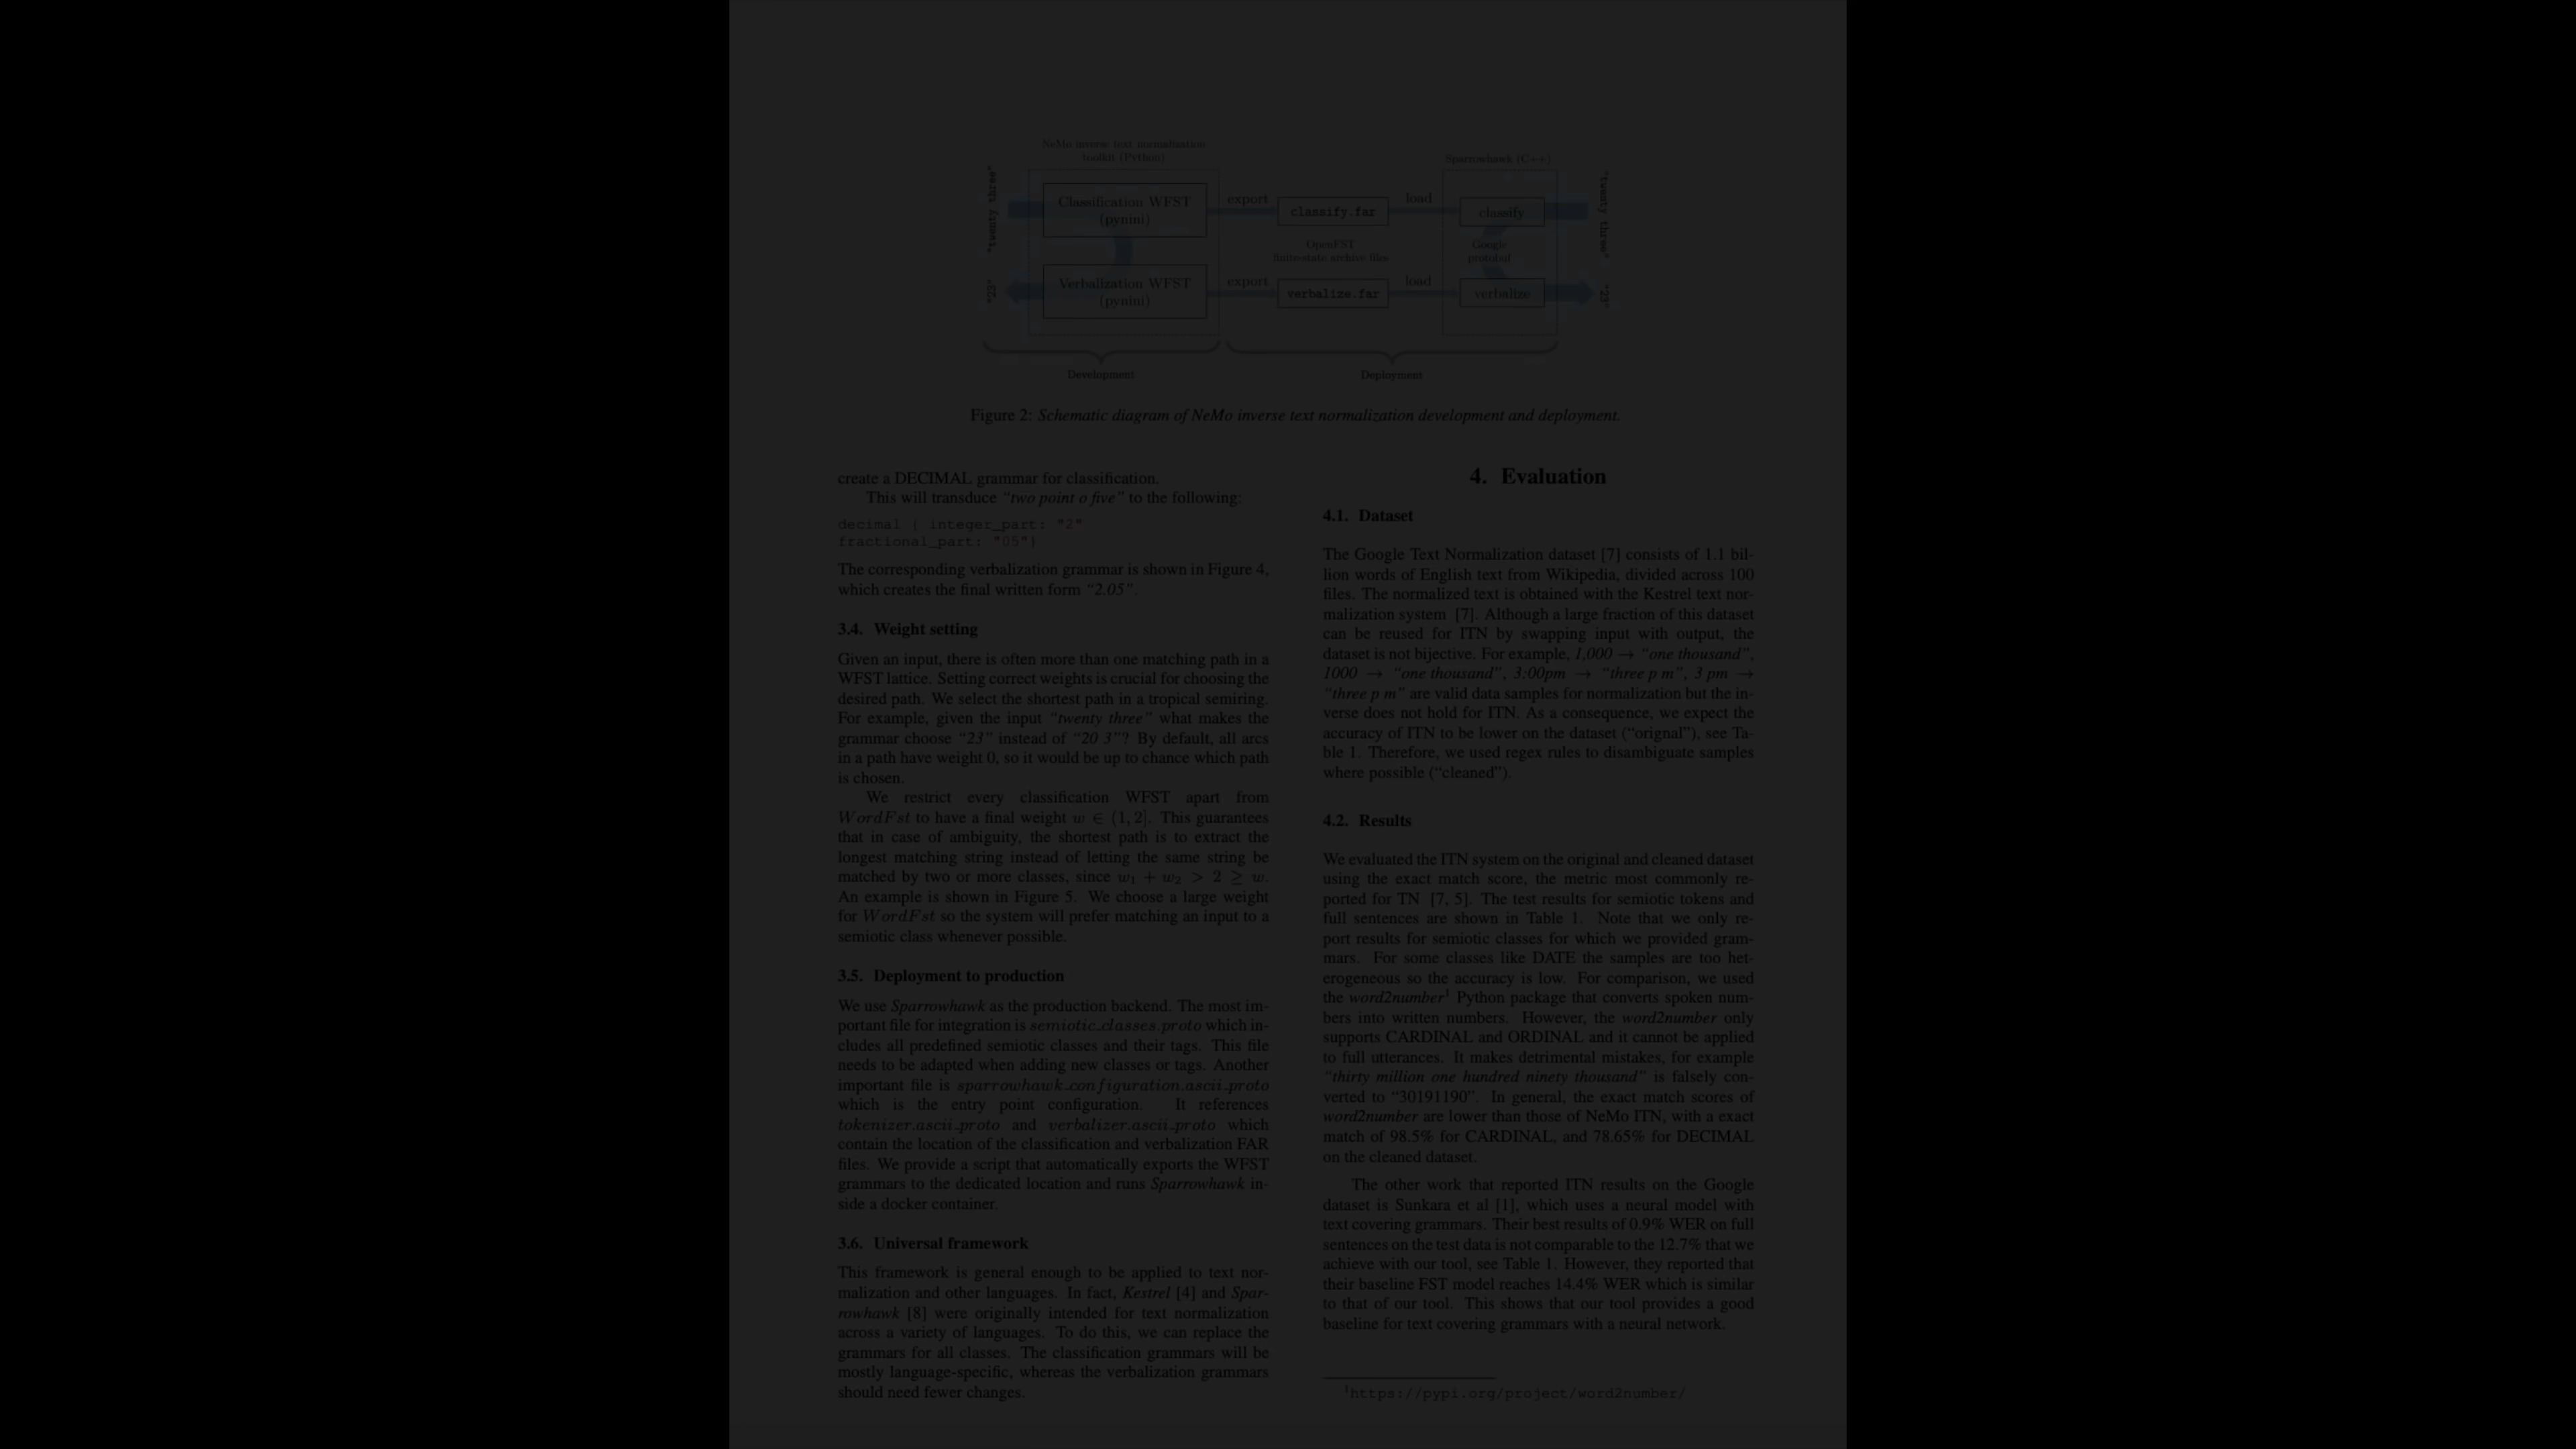 NeMo inverse text normalization
toolkit (Python)
Sparrowhawk (C++)
"twenty three"
Classification WFST
(pynini)
export
classify.far
load
classify
"twenty three"
OpenFST
finite-state archive files
Google
protobuf
"23"
Verbalization WFST
(pynini)
export
verbalize.far
load
verbalize
"23"
Development
Deployment
Figure 2: Schematic diagram of NeMo inverse text normalization development and deployment.
create a DECIMAL grammar for classification.
This will transduce “two point o five” to the following:
decimal | integer_part: "2"
fractional_part: "05"}
The corresponding verbalization grammar is shown in Figure 4,
which creates the final written form “2.05”.
3.4. Weight setting
Given an input, there is often more than one matching path in a
WFST lattice. Setting correct weights is crucial for choosing the
desired path. We select the shortest path in a tropical semiring.
For example, given the input “twenty three” what makes the
grammar choose “23” instead of “20 3”? By default, all arcs
in a path have weight 0, so it would be up to chance which path
is chosen.
We restrict every classification WFST apart from
WordFst to have a final weight w ∈ (1, 2]. This guarantees
that in case of ambiguity, the shortest path is to extract the
longest matching string instead of letting the same string be
matched by two or more classes, since w₁ + w₂ > 2 ≥ w.
An example is shown in Figure 5. We choose a large weight
for WordFst so the system will prefer matching an input to a
semiotic class whenever possible.
3.5. Deployment to production
We use Sparrowhawk as the production backend. The most im-
portant file for integration is semiotic_classes.proto which in-
cludes all predefined semiotic classes and their tags. This file
needs to be adapted when adding new classes or tags. Another
important file is sparrowhawk_configuration.ascii_proto
which is the entry point configuration. It references
tokenizer.ascii_proto and verbalizer.ascii_proto which
contain the location of the classification and verbalization FAR
files. We provide a script that automatically exports the WFST
grammars to the dedicated location and runs Sparrowhawk in-
side a docker container.
3.6. Universal framework
This framework is general enough to be applied to text nor-
malization and other languages. In fact, Kestrel [4] and Spar-
rowhawk [8] were originally intended for text normalization
across a variety of languages. To do this, we can replace the
grammars for all classes. The classification grammars will be
mostly language-specific, whereas the verbalization grammars
should need fewer changes.
4. Evaluation
4.1. Dataset
The Google Text Normalization dataset [7] consists of 1.1 bil-
lion words of English text from Wikipedia, divided across 100
files. The normalized text is obtained with the Kestrel text nor-
malization system [7]. Although a large fraction of this dataset
can be reused for ITN by swapping input with output, the
dataset is not bijective. For example, 1,000 → “one thousand”,
1000 → “one thousand”, 3:00pm → “three p m”, 3 pm →
“three p m” are valid data samples for normalization but the in-
verse does not hold for ITN. As a consequence, we expect the
accuracy of ITN to be lower on the dataset (“orignal”), see Ta-
ble 1. Therefore, we used regex rules to disambiguate samples
where possible (“cleaned”).
4.2. Results
We evaluated the ITN system on the original and cleaned dataset
using the exact match score, the metric most commonly re-
ported for TN [7, 5]. The test results for semiotic tokens and
full sentences are shown in Table 1. Note that we only re-
port results for semiotic classes for which we provided gram-
mars. For some classes like DATE the samples are too het-
erogeneous so the accuracy is low. For comparison, we used
the word2number¹ Python package that converts spoken num-
bers into written numbers. However, the word2number only
supports CARDINAL and ORDINAL and it cannot be applied
to full utterances. It makes detrimental mistakes, for example
“thirty million one hundred ninety thousand” is falsely con-
verted to “30191190”. In general, the exact match scores of
word2number are lower than those of NeMo ITN, with a exact
match of 98.5% for CARDINAL, and 78.65% for DECIMAL
on the cleaned dataset.
The other work that reported ITN results on the Google
dataset is Sunkara et al [1], which uses a neural model with
text covering grammars. Their best results of 0.9% WER on full
sentences on the test data is not comparable to the 12.7% that we
achieve with our tool, see Table 1. However, they reported that
their baseline FST model reaches 14.4% WER which is similar
to that of our tool. This shows that our tool provides a good
baseline for text covering grammars with a neural network.
¹https://pypi.org/project/word2number/